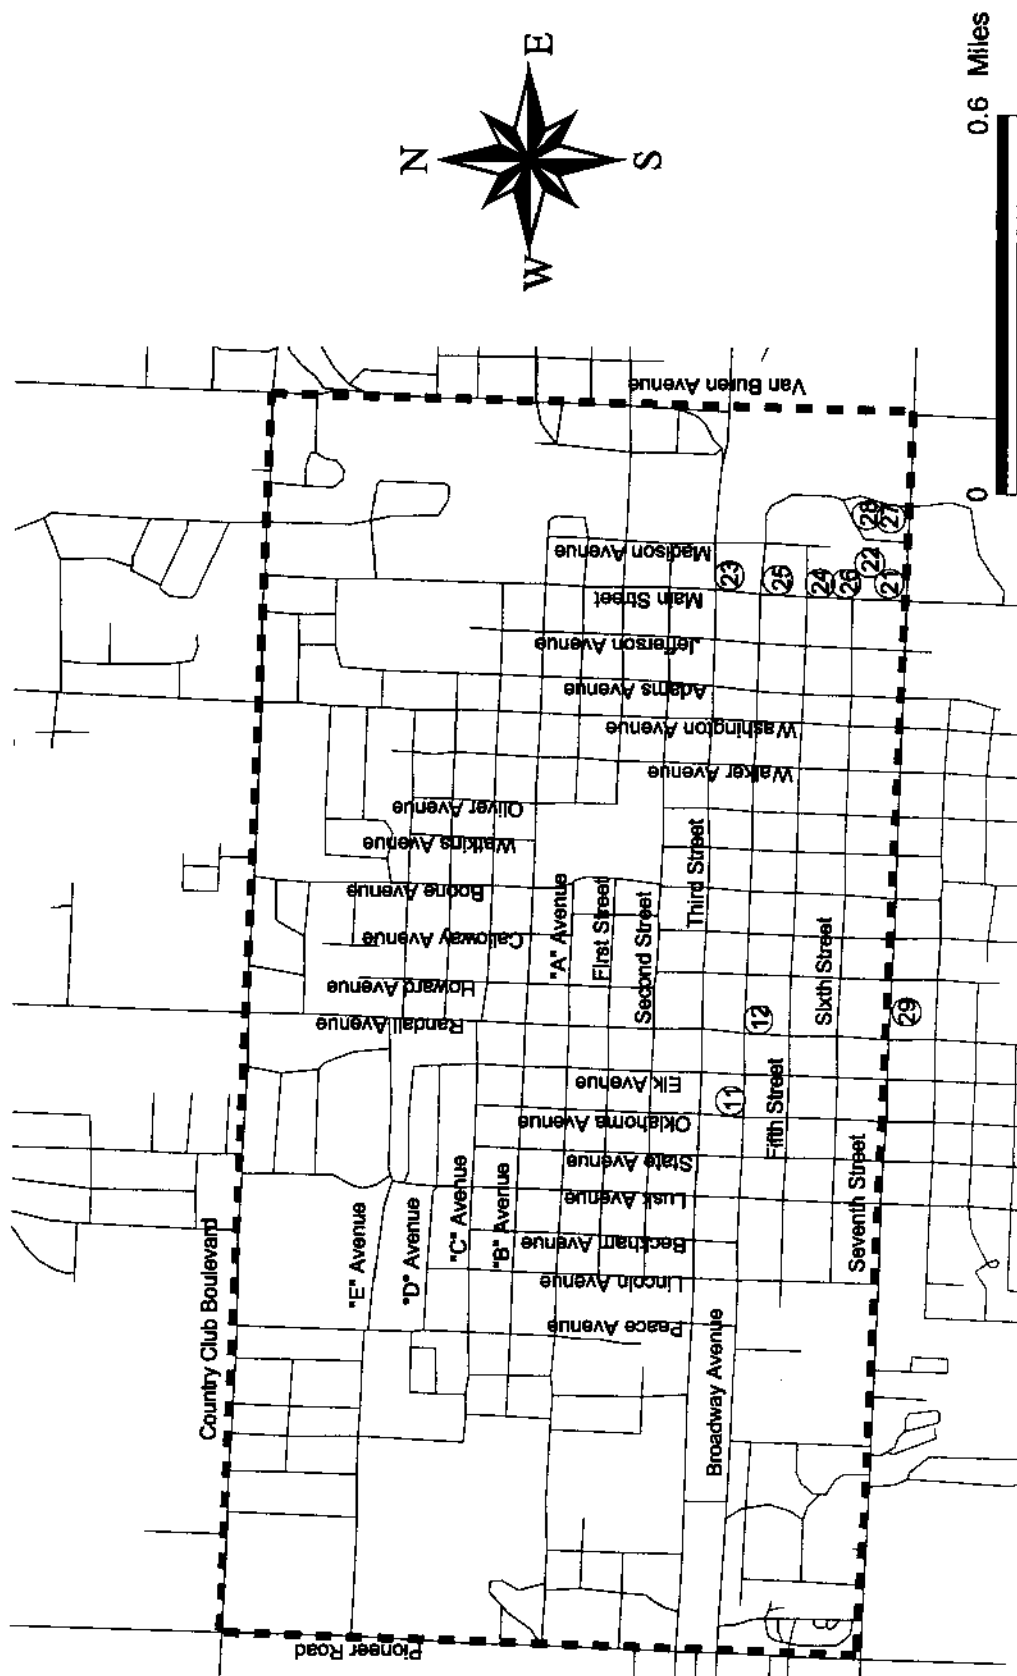 N
E
S
W
0.6 Miles
0
Country Club Boulevard
Pioneer Road
Van Buren Avenue
Madison Avenue
Main Street
Jefferson Avenue
Adams Avenue
Washington Avenue
Walker Avenue
Oliver Avenue
Watkins Avenue
Boone Avenue
Calloway Avenue
Howard Avenue
Randall Avenue
Elk Avenue
Oklahoma Avenue
State Avenue
Lusk Avenue
Beckham Avenue
Lincoln Avenue
Peace Avenue
"E" Avenue
"D" Avenue
"C" Avenue
"B" Avenue
"A" Avenue
First Street
Second Street
Third Street
Broadway Avenue
Fifth Street
Sixth Street
Seventh Street
11
12
21
22
23
24
25
26
27
28
29